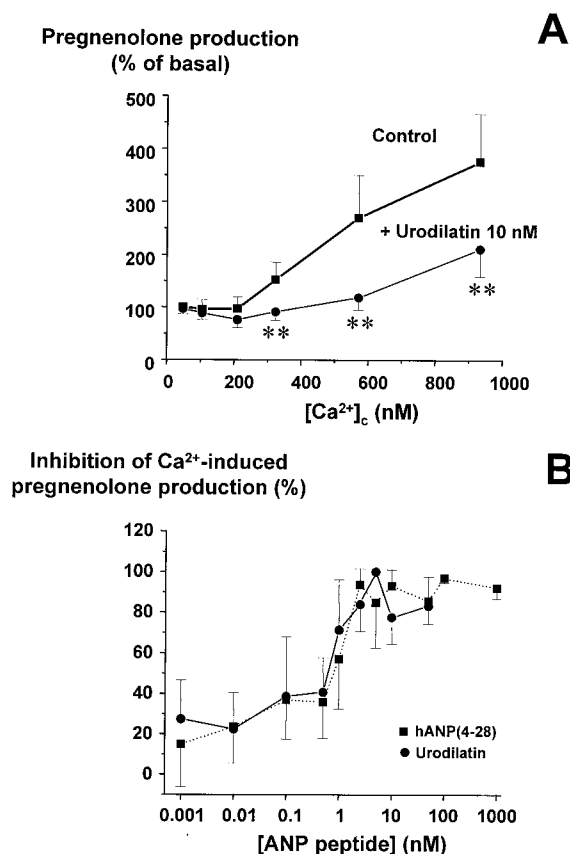 Pregnenolone production
(% of basal)
A
500
400
300
200
100
0
Control
+ Urodilatin 10 nM
**
**
**
0 200 400 600 800 1000
[Ca²⁺]c (nM)
Inhibition of Ca²⁺-induced
pregnenolone production (%)
B
120
100
80
60
40
20
0
hANP(4-28)
Urodilatin
0.001 0.01 0.1 1 10 100 1000
[ANP peptide] (nM)